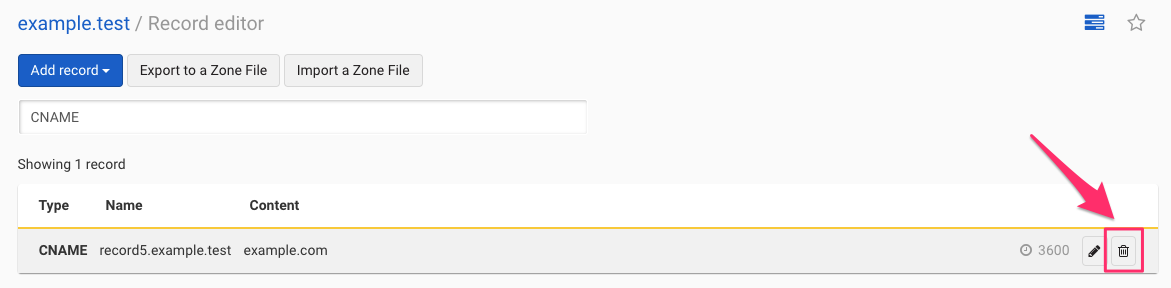 example.test / Record editor
Add record Export to a Zone File Import a Zone File
CNAME
Showing 1 record
Type Name Content
CNAME record5.example.test example.com 3600